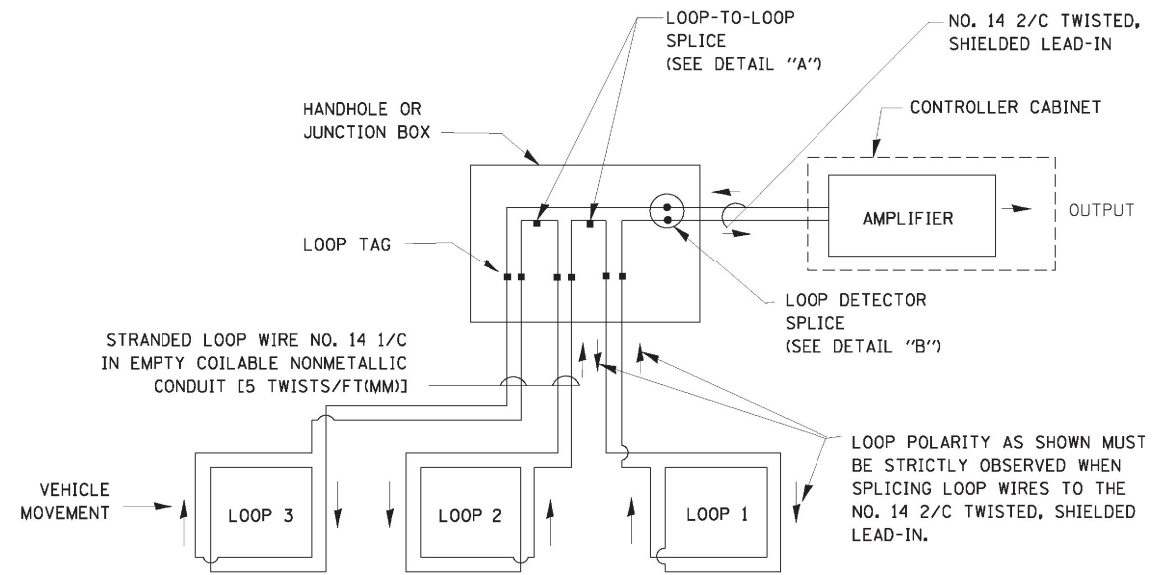 LOOP-TO-LOOP
SPLICE
(SEE DETAIL "A")
NO. 14 2/C TWISTED,
SHIELDED LEAD-IN
HANDHOLE OR
JUNCTION BOX
CONTROLLER CABINET
AMPLIFIER
OUTPUT
LOOP TAG
LOOP DETECTOR
SPLICE
(SEE DETAIL "B")
STRANDED LOOP WIRE NO. 14 1/C
IN EMPTY COILABLE NONMETALLIC
CONDUIT [5 TWISTS/FT(MM)]
LOOP POLARITY AS SHOWN MUST
BE STRICTLY OBSERVED WHEN
SPLICING LOOP WIRES TO THE
NO. 14 2/C TWISTED, SHIELDED
LEAD-IN.
VEHICLE
MOVEMENT
LOOP 3
LOOP 2
LOOP 1